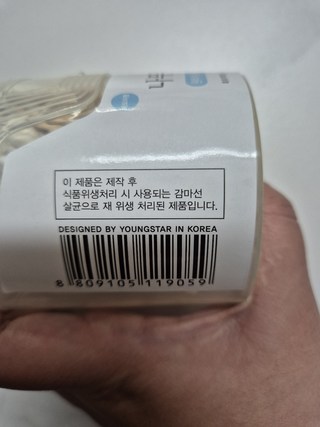 이 제품은 제작 후
식품위생처리 시 사용되는 감마선
살균으로 재 위생 처리된 제품입니다.
DESIGNED BY YOUNGSTAR IN KOREA
8 809105 119059